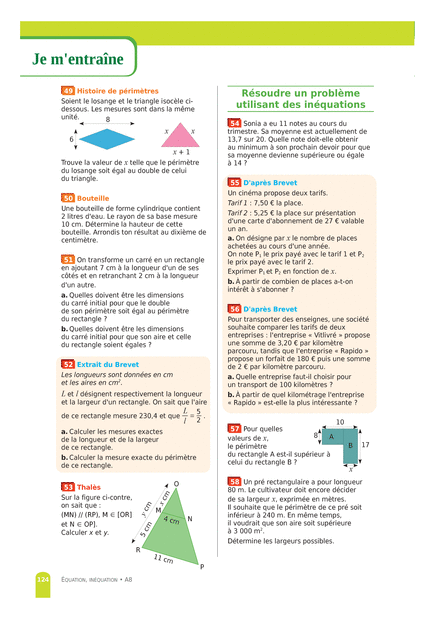 Je m'entraîne
49 Histoire de périmètres
Soient le losange et le triangle isocèle ci-
dessous. Les mesures sont dans la même
unité.
8
6
x
x
x + 1
Trouve la valeur de x telle que le périmètre
du losange soit égal au double de celui
du triangle.
50 Bouteille
Une bouteille de forme cylindrique contient
2 litres d'eau. Le rayon de sa base mesure
10 cm. Détermine la hauteur de cette
bouteille. Arrondis ton résultat au dixième de
centimètre.
51 On transforme un carré en un rectangle
en ajoutant 7 cm à la longueur d'un de ses
côtés et en retranchant 2 cm à la longueur
d'un autre.
a. Quelles doivent être les dimensions
du carré initial pour que le double
de son périmètre soit égal au périmètre
du rectangle ?
b. Quelles doivent être les dimensions
du carré initial pour que son aire et celle
du rectangle soient égales ?
52 Extrait du Brevet
Les longueurs sont données en cm
et les aires en cm².
L et l désignent respectivement la longueur
et la largeur d'un rectangle. On sait que l'aire
de ce rectangle mesure 230,4 et que L/l = 5/2 .
a. Calculer les mesures exactes
de la longueur et de la largeur
de ce rectangle.
b. Calculer la mesure exacte du périmètre
de ce rectangle.
53 Thalès
Sur la figure ci-contre,
on sait que :
(MN) // (RP), M ∈ [OR]
et N ∈ OP].
Calculer x et y.
O
x cm
y cm
M
N
4 cm
5 cm
R
11 cm
P
Résoudre un problème
utilisant des inéquations
54 Sonia a eu 11 notes au cours du
trimestre. Sa moyenne est actuellement de
13,7 sur 20. Quelle note doit-elle obtenir
au minimum à son prochain devoir pour que
sa moyenne devienne supérieure ou égale
à 14 ?
55 D'après Brevet
Un cinéma propose deux tarifs.
Tarif 1 : 7,50 € la place.
Tarif 2 : 5,25 € la place sur présentation
d'une carte d'abonnement de 27 € valable
un an.
a. On désigne par x le nombre de places
achetées au cours d'une année.
On note P₁ le prix payé avec le tarif 1 et P₂
le prix payé avec le tarif 2.
Exprimer P₁ et P₂ en fonction de x.
b. À partir de combien de places a-t-on
intérêt à s'abonner ?
56 D'après Brevet
Pour transporter des enseignes, une société
souhaite comparer les tarifs de deux
entreprises : l'entreprise « Vitlivré » propose
une somme de 3,20 € par kilomètre
parcouru, tandis que l'entreprise « Rapido »
propose un forfait de 180 € puis une somme
de 2 € par kilomètre parcouru.
a. Quelle entreprise faut-il choisir pour
un transport de 100 kilomètres ?
b. À partir de quel kilométrage l'entreprise
« Rapido » est-elle la plus intéressante ?
57 Pour quelles
valeurs de x,
le périmètre
du rectangle A est-il supérieur à
celui du rectangle B ?
10
8
A
B
17
x
58 Un pré rectangulaire a pour longueur
80 m. Le cultivateur doit encore décider
de sa largeur x, exprimée en mètres.
Il souhaite que le périmètre de ce pré soit
inférieur à 240 m. En même temps,
il voudrait que son aire soit supérieure
à 3 000 m².
Détermine les largeurs possibles.
124 ÉQUATION, INÉQUATION • A8